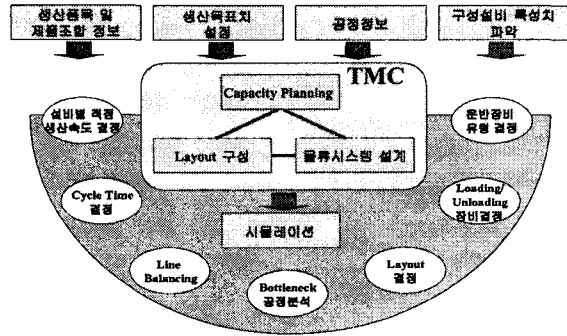 생산품목 및
제품조합 정보
생산목표치
설정
공정정보
구성설비 특성치
파악
TMC
Capacity Planning
Layout 구성
물류시스템 설계
설비별 적정
생산속도 결정
운반장비
유형 결정
Cycle Time
결정
Loading/
Unloading
장비결정
시뮬레이션
Line
Balancing
Layout
결정
Bottleneck
공정분석